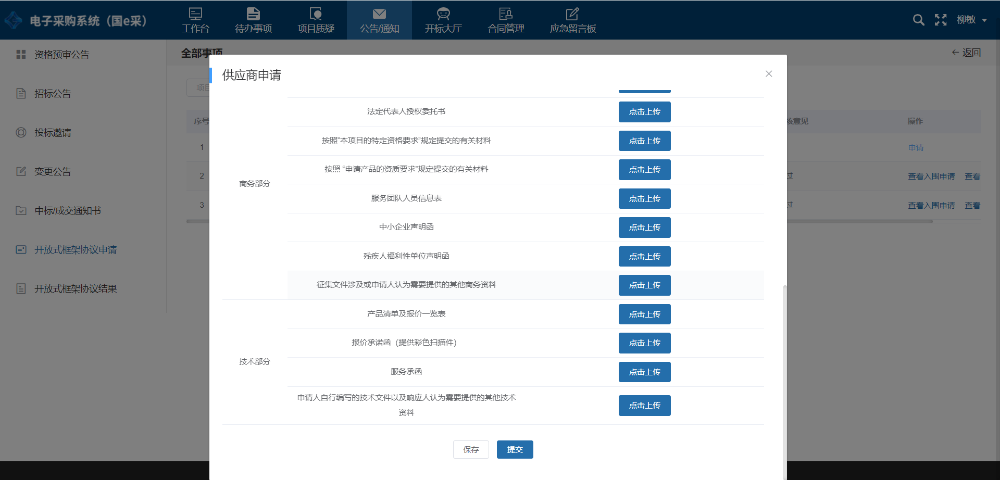 电子采购系统（国e采）
工作台
待办事项
项目质疑
公告/通知
开标大厅
合同管理
应急留言板
柳敏
资格预审公告
招标公告
投标邀请
变更公告
中标/成交通知书
开放式框架协议申请
开放式框架协议结果
全部事项
返回
项目
序号
核意见
操作
1
申请
2
过
查看入围申请
查看
3
过
查看入围申请
查看
供应商申请
商务部分
法定代表人授权委托书
点击上传
按照“本项目的特定资格要求”规定提交的有关材料
点击上传
按照 “申请产品的资质要求”规定提交的有关材料
点击上传
服务团队人员信息表
点击上传
中小企业声明函
点击上传
残疾人福利性单位声明函
点击上传
征集文件涉及或申请人认为需要提供的其他商务资料
点击上传
技术部分
产品清单及报价一览表
点击上传
报价承诺函（提供彩色扫描件）
点击上传
服务承函
点击上传
申请人自行编写的技术文件以及响应人认为需要提供的其他技术
资料
点击上传
保存
提交